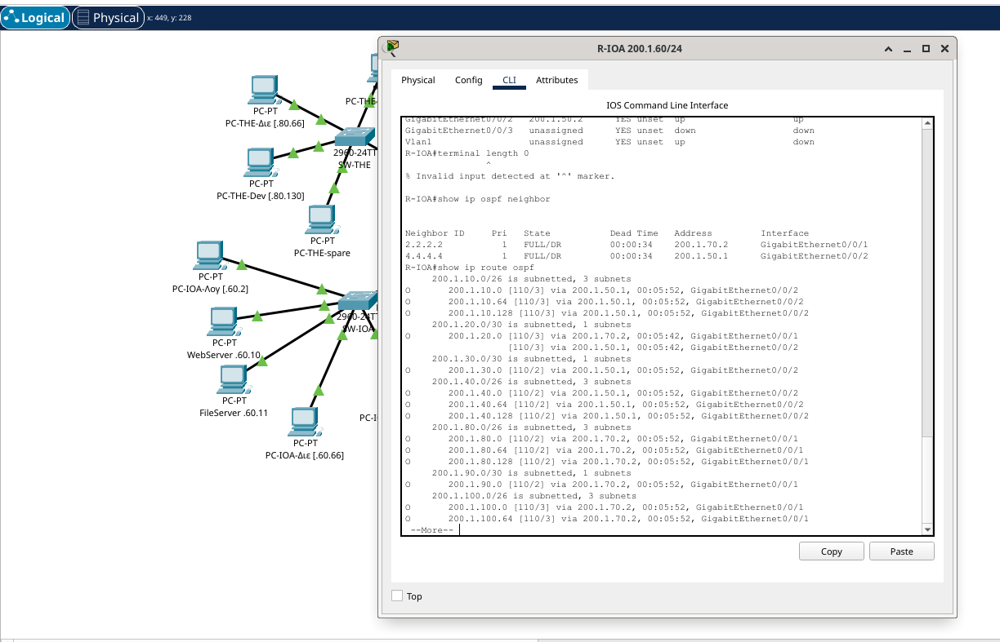 Logical
Physical
x: 449, y: 228
R-IOA 200.1.60/24
Physical
Config
CLI
Attributes
IOS Command Line Interface
GigabitEthernet0/0/2   200.1.50.2      YES unset  up                    up
GigabitEthernet0/0/3   unassigned      YES unset  down                  down
Vlan1                  unassigned      YES unset  up                    down
R-IOA#terminal length 0
^
% Invalid input detected at '^' marker.
R-IOA#show ip ospf neighbor
Neighbor ID     Pri   State           Dead Time   Address         Interface
2.2.2.2           1   FULL/DR         00:00:34    200.1.70.2      GigabitEthernet0/0/1
4.4.4.4           1   FULL/DR         00:00:34    200.1.50.1      GigabitEthernet0/0/2
R-IOA#show ip route ospf
200.1.10.0/26 is subnetted, 3 subnets
O       200.1.10.0 [110/3] via 200.1.50.1, 00:05:52, GigabitEthernet0/0/2
O       200.1.10.64 [110/3] via 200.1.50.1, 00:05:52, GigabitEthernet0/0/2
O       200.1.10.128 [110/3] via 200.1.50.1, 00:05:52, GigabitEthernet0/0/2
200.1.20.0/30 is subnetted, 1 subnets
O       200.1.20.0 [110/3] via 200.1.70.2, 00:05:42, GigabitEthernet0/0/1
[110/3] via 200.1.50.1, 00:05:42, GigabitEthernet0/0/2
200.1.30.0/30 is subnetted, 1 subnets
O       200.1.30.0 [110/2] via 200.1.50.1, 00:05:52, GigabitEthernet0/0/2
200.1.40.0/26 is subnetted, 3 subnets
O       200.1.40.0 [110/2] via 200.1.50.1, 00:05:52, GigabitEthernet0/0/2
O       200.1.40.64 [110/2] via 200.1.50.1, 00:05:52, GigabitEthernet0/0/2
O       200.1.40.128 [110/2] via 200.1.50.1, 00:05:52, GigabitEthernet0/0/2
200.1.80.0/26 is subnetted, 3 subnets
O       200.1.80.0 [110/2] via 200.1.70.2, 00:05:52, GigabitEthernet0/0/1
O       200.1.80.64 [110/2] via 200.1.70.2, 00:05:52, GigabitEthernet0/0/1
O       200.1.80.128 [110/2] via 200.1.70.2, 00:05:52, GigabitEthernet0/0/1
200.1.90.0/30 is subnetted, 1 subnets
O       200.1.90.0 [110/2] via 200.1.70.2, 00:05:52, GigabitEthernet0/0/1
200.1.100.0/26 is subnetted, 3 subnets
O       200.1.100.0 [110/3] via 200.1.70.2, 00:05:52, GigabitEthernet0/0/1
O       200.1.100.64 [110/3] via 200.1.70.2, 00:05:52, GigabitEthernet0/0/1
--More--
Copy
Paste
Top
PC-THE
PC-PT
PC-THE-Διε [.80.66]
2960-24TT
SW-THE
PC-PT
PC-THE-Dev [.80.130]
PC-PT
PC-THE-spare
PC-PT
PC-IOA-Λογ [.60.2]
2960-24TT
SW-IOA
PC-PT
WebServer .60.10
PC-PT
FileServer .60.11
PC-I
PC-PT
PC-IOA-Διε [.60.66]